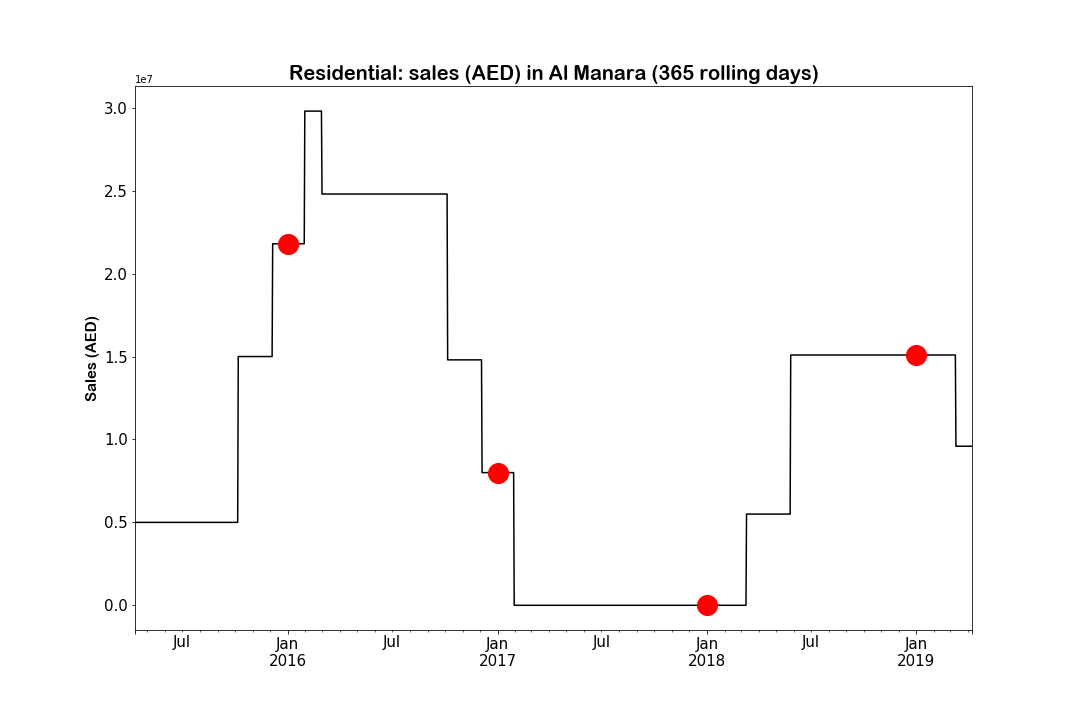 Residential: sales (AED) in Al Manara (365 rolling days)
1e7
3.0
2.5
2.0
1.5
1.0
0.5
0.0
Sales (AED)
Jul Jan Jul Jan Jul Jan Jul Jan
2016 2017 2018 2019